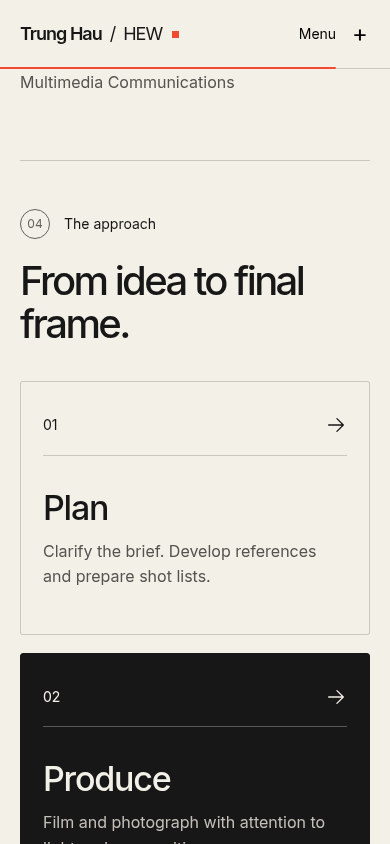 Trung Hau / HEW
Menu +
Multimedia Communications
04 The approach
From idea to final
frame.
01
Plan
Clarify the brief. Develop references
and prepare shot lists.
02
Produce
Film and photograph with attention to